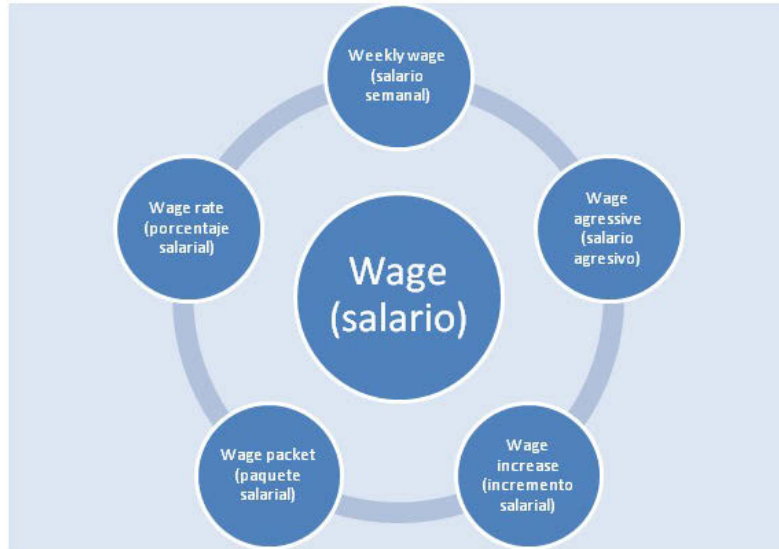 Weekly wage
(salario
semanal)
Wage
agressive
(salario
agresivo)
Wage
increase
(incremento
salarial)
Wage packet
(paquete
salarial)
Wage rate
(porcentaje
salarial)
Wage
(salario)